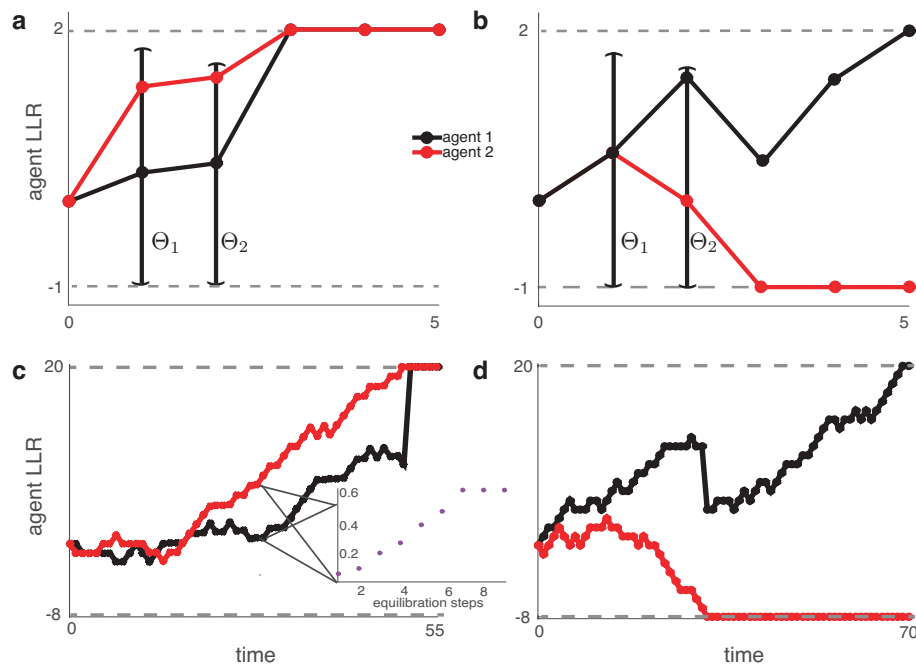 a
b
2
2
agent LLR
agent 1
agent 2
Θ1
Θ2
Θ1
Θ2
-1
-1
0
5
0
5
c
d
20
20
agent LLR
0.6
0.4
0.2
2
4
6
8
equilibration steps
-8
-8
0
55
0
70
time
time